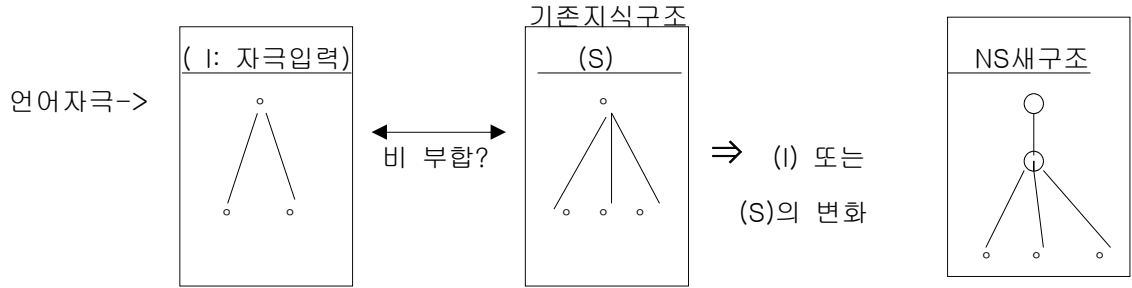 기존지식구조
( I: 자극입력)
(S)
NS새구조
언어자극->
비 부합?
⇒ (I) 또는
(S)의 변화